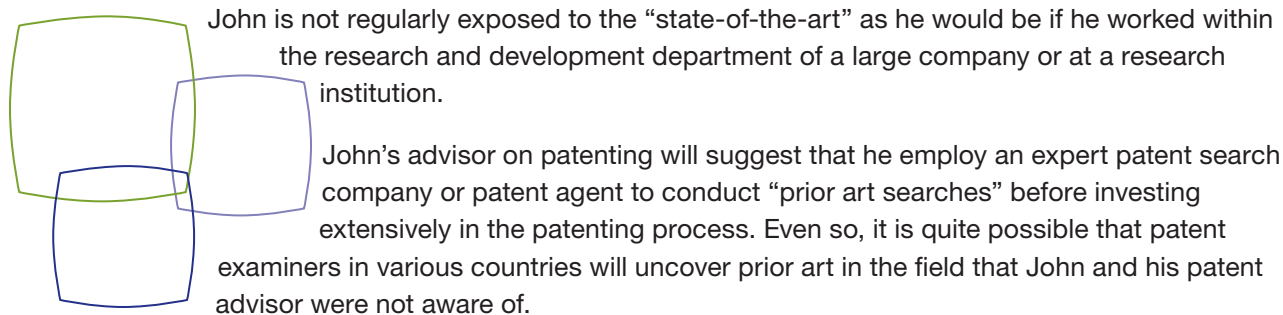 John is not regularly exposed to the “state-of-the-art” as he would be if he worked within
the research and development department of a large company or at a research
institution.
John’s advisor on patenting will suggest that he employ an expert patent search
company or patent agent to conduct “prior art searches” before investing
extensively in the patenting process. Even so, it is quite possible that patent
examiners in various countries will uncover prior art in the field that John and his patent
advisor were not aware of.